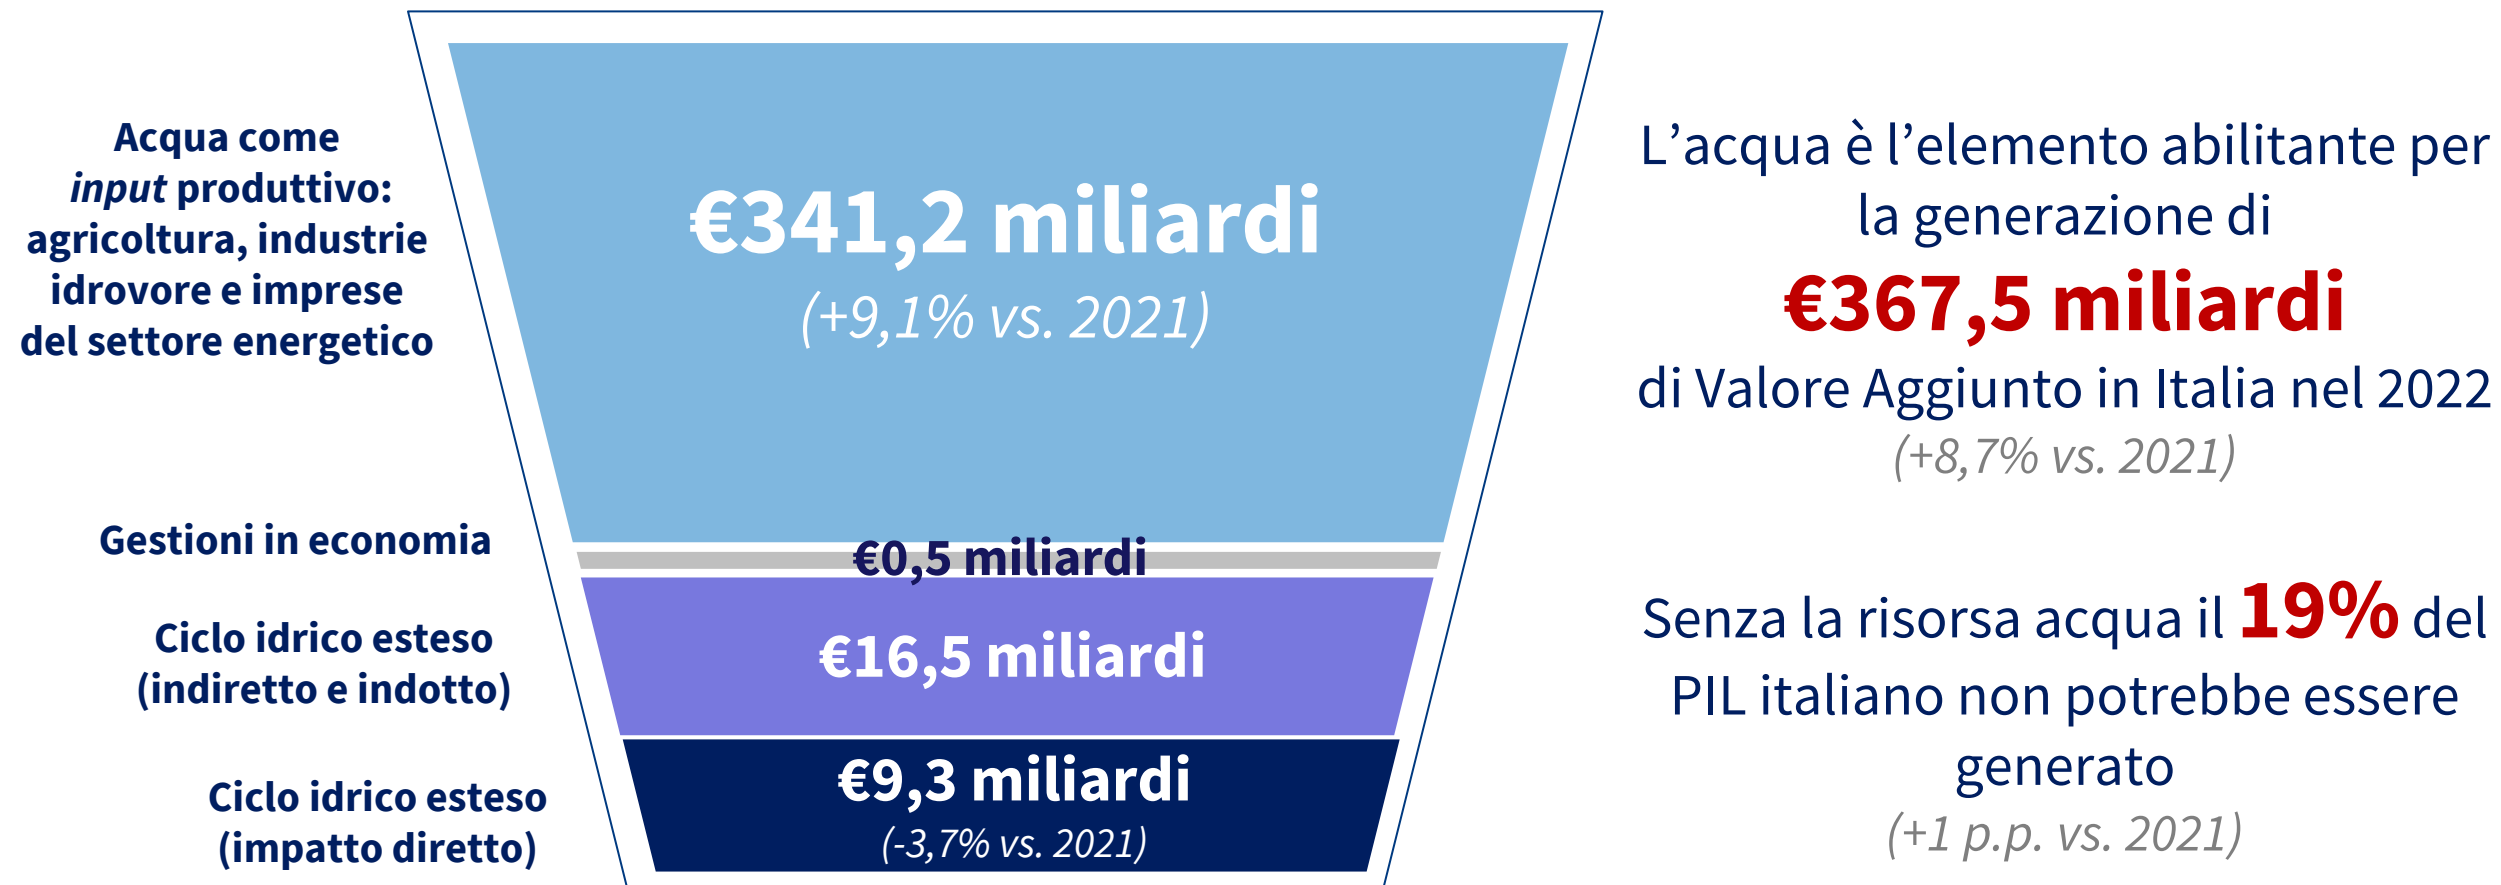 Acqua come
input produttivo:
agricoltura, industrie
idrovore e imprese
del settore energetico
€341,2 miliardi
(+9,1% vs. 2021)
Gestioni in economia
€0,5 miliardi
Ciclo idrico esteso
(indiretto e indotto)
€16,5 miliardi
Ciclo idrico esteso
(impatto diretto)
€9,3 miliardi
(-3,7% vs. 2021)
L’acqua è l’elemento abilitante per
la generazione di
€367,5 miliardi
di Valore Aggiunto in Italia nel 2022
(+8,7% vs. 2021)
Senza la risorsa acqua il 19% del
PIL italiano non potrebbe essere
generato
(+1 p.p. vs. 2021)